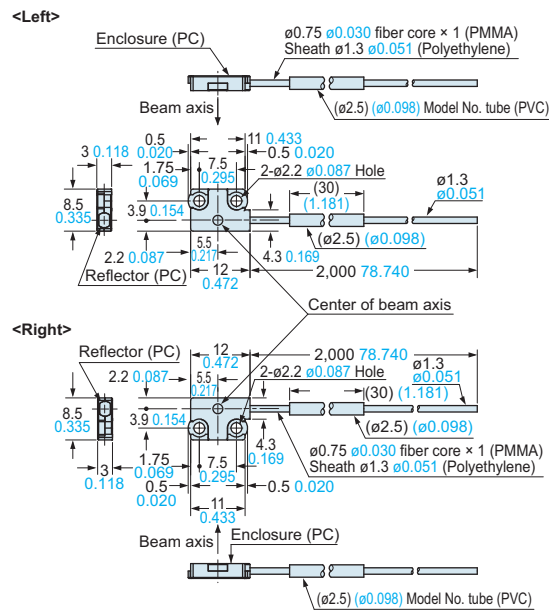 <Left>
Enclosure (PC)
ø0.75 ø0.030 fiber core × 1 (PMMA)
Sheath ø1.3 ø0.051 (Polyethylene)
(ø2.5) (ø0.098) Model No. tube (PVC)
Beam axis
0.5
0.020
11 0.433
3 0.118
1.75
0.069
7.5
0.295
0.5 0.020
2-ø2.2 ø0.087 Hole
(30)
(1.181)
ø1.3
ø0.051
8.5
0.335
3.9 0.154
(ø2.5) (ø0.098)
2.2 0.087
5.5
0.217
4.3 0.169
Reflector (PC)
12
0.472
2,000 78.740
Center of beam axis
<Right>
Reflector (PC)
12
0.472
2,000 78.740
2.2 0.087
5.5
0.217
2-ø2.2 ø0.087 Hole
ø1.3
ø0.051
(30) (1.181)
8.5
0.335
3.9 0.154
(ø2.5) (ø0.098)
4.3
0.169
ø0.75 ø0.030 fiber core × 1 (PMMA)
Sheath ø1.3 ø0.051 (Polyethylene)
3
0.118
1.75
0.069
7.5
0.295
0.5
0.020
0.5 0.020
11
0.433
Beam axis
Enclosure (PC)
(ø2.5) (ø0.098) Model No. tube (PVC)